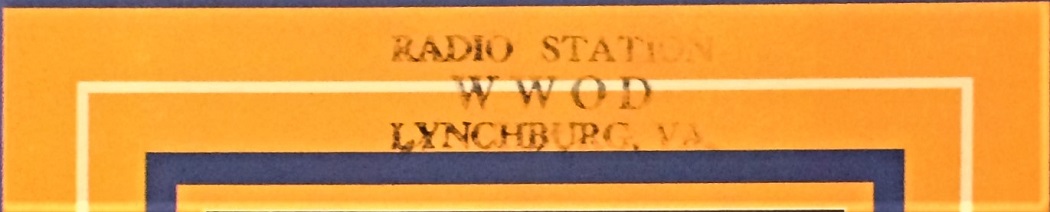 RADIO STATION
WWOD
LYNCHBURG, VA.